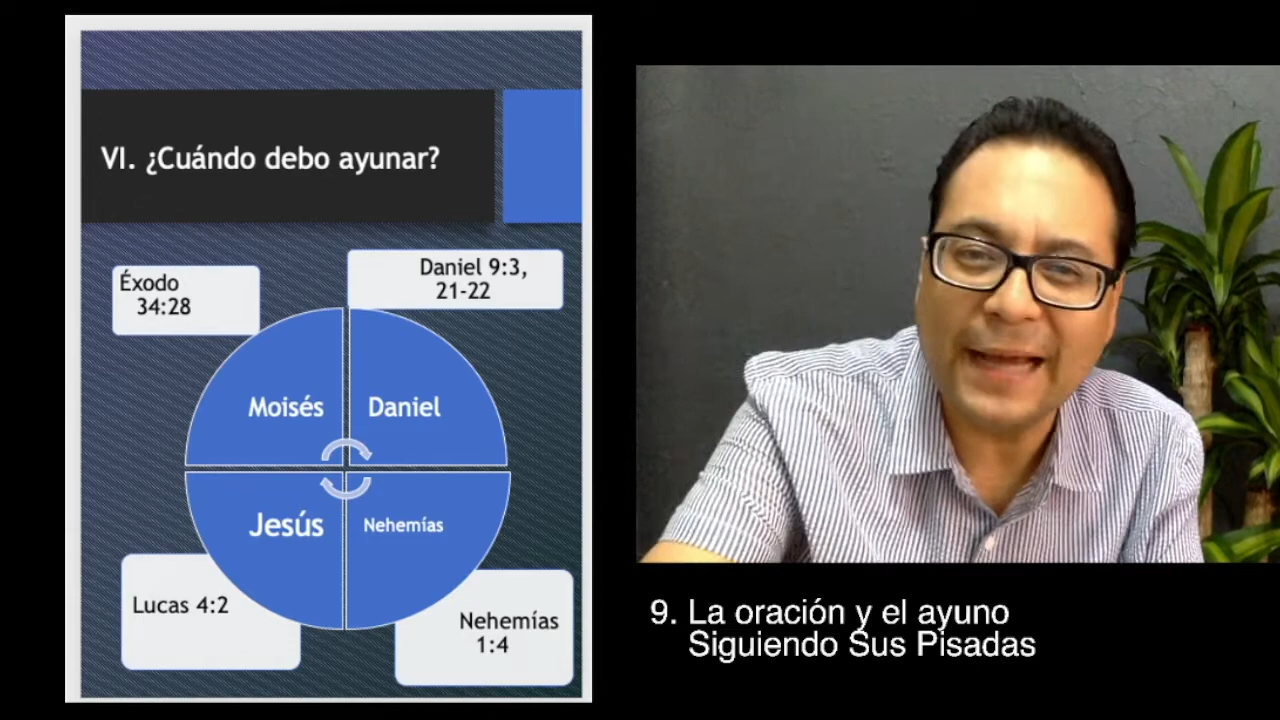 VI. ¿Cuándo debo ayunar?
Éxodo
34:28
Daniel 9:3,
21-22
Moisés
Daniel
Jesús
Nehemías
Lucas 4:2
Nehemías
1:4
9. La oración y el ayuno
Siguiendo Sus Pisadas